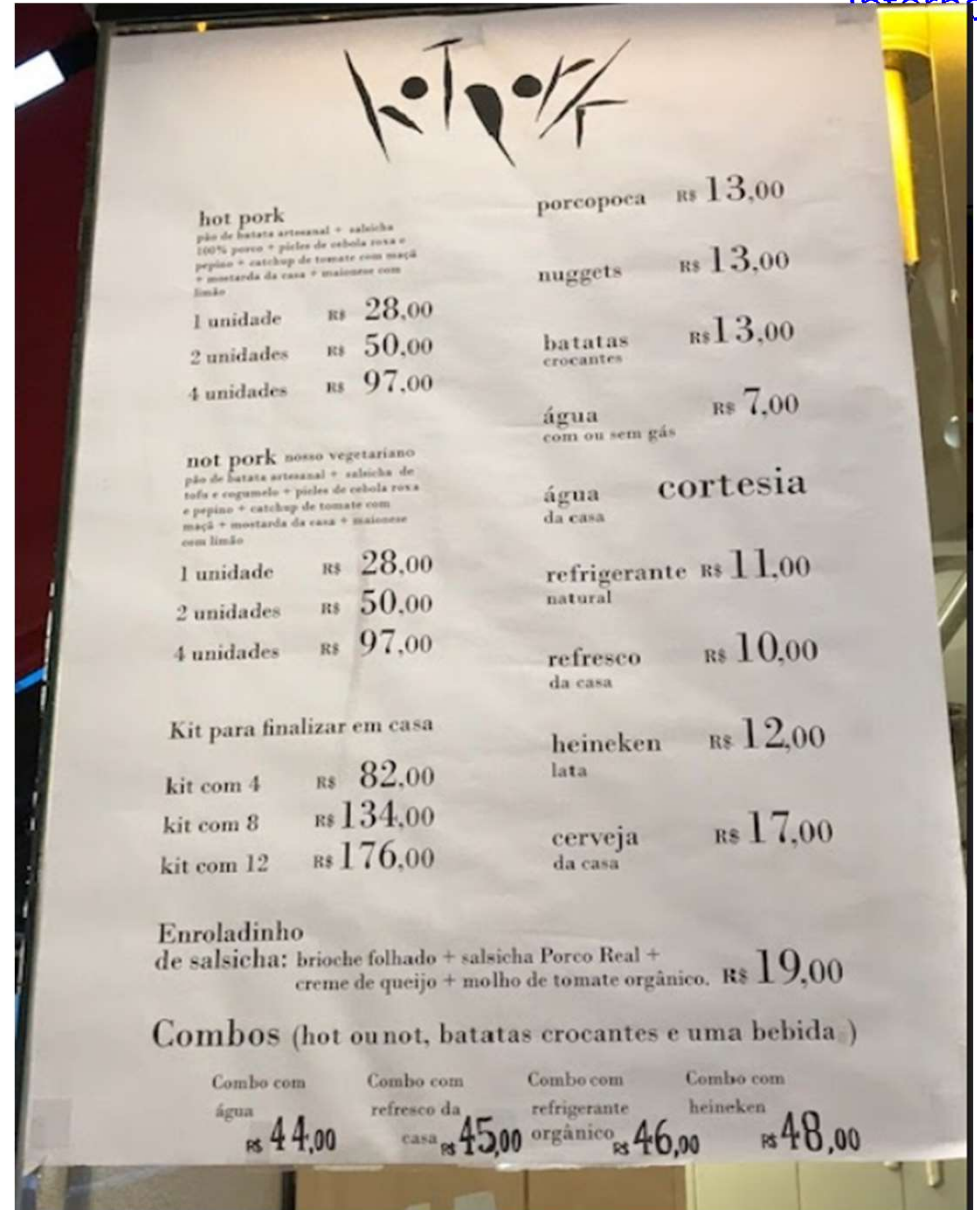 hot pork
hot pork
pão de batata artesanal + salsicha
100% porco + picles de cebola roxa e
pepino + catchup de tomate com maçã
+ mostarda da casa + maionese com
limão
1 unidade R$ 28,00
2 unidades R$ 50,00
4 unidades R$ 97,00
not pork nosso vegetariano
pão de batata artesanal + salsicha de
tofu e cogumelo + picles de cebola roxa
e pepino + catchup de tomate com
maçã + mostarda da casa + maionese
com limão
1 unidade R$ 28,00
2 unidades R$ 50,00
4 unidades R$ 97,00
Kit para finalizar em casa
kit com 4 R$ 82,00
kit com 8 R$ 134,00
kit com 12 R$ 176,00
porcopoca R$ 13,00
nuggets R$ 13,00
batatas R$ 13,00
crocantes
água R$ 7,00
com ou sem gás
água cortesia
da casa
refrigerante R$ 11,00
natural
refresco R$ 10,00
da casa
heineken R$ 12,00
lata
cerveja R$ 17,00
da casa
Enroladinho
de salsicha: brioche folhado + salsicha Porco Real +
creme de queijo + molho de tomate orgânico. R$ 19,00
Combos (hot ou not, batatas crocantes e uma bebida )
Combo com
água
R$ 44,00
Combo com
refresco da
casa R$ 45,00
Combo com
refrigerante
orgânico R$ 46,00
Combo com
heineken
R$ 48,00